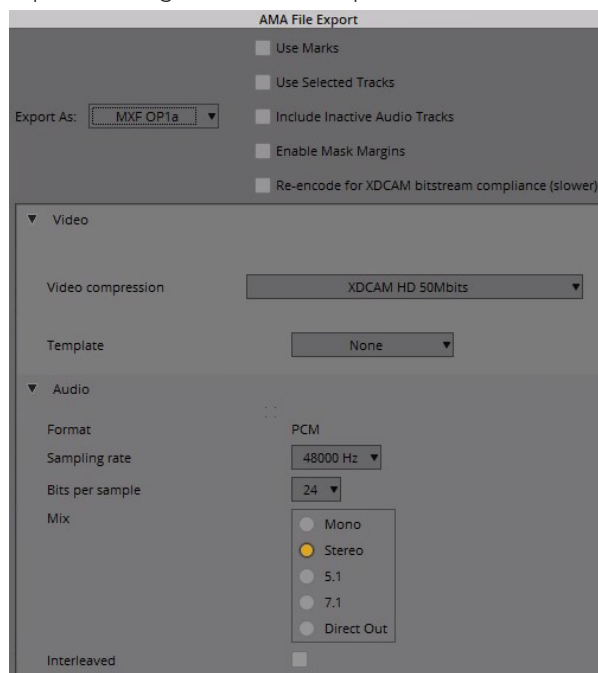 AMA File Export
Use Marks
Use Selected Tracks
Export As: MXF OP1a
Include Inactive Audio Tracks
Enable Mask Margins
Re-encode for XDCAM bitstream compliance (slower)
Video
Video compression XDCAM HD 50Mbits
Template None
Audio
Format PCM
Sampling rate 48000 Hz
Bits per sample 24
Mix Mono
Stereo
5.1
7.1
Direct Out
Interleaved